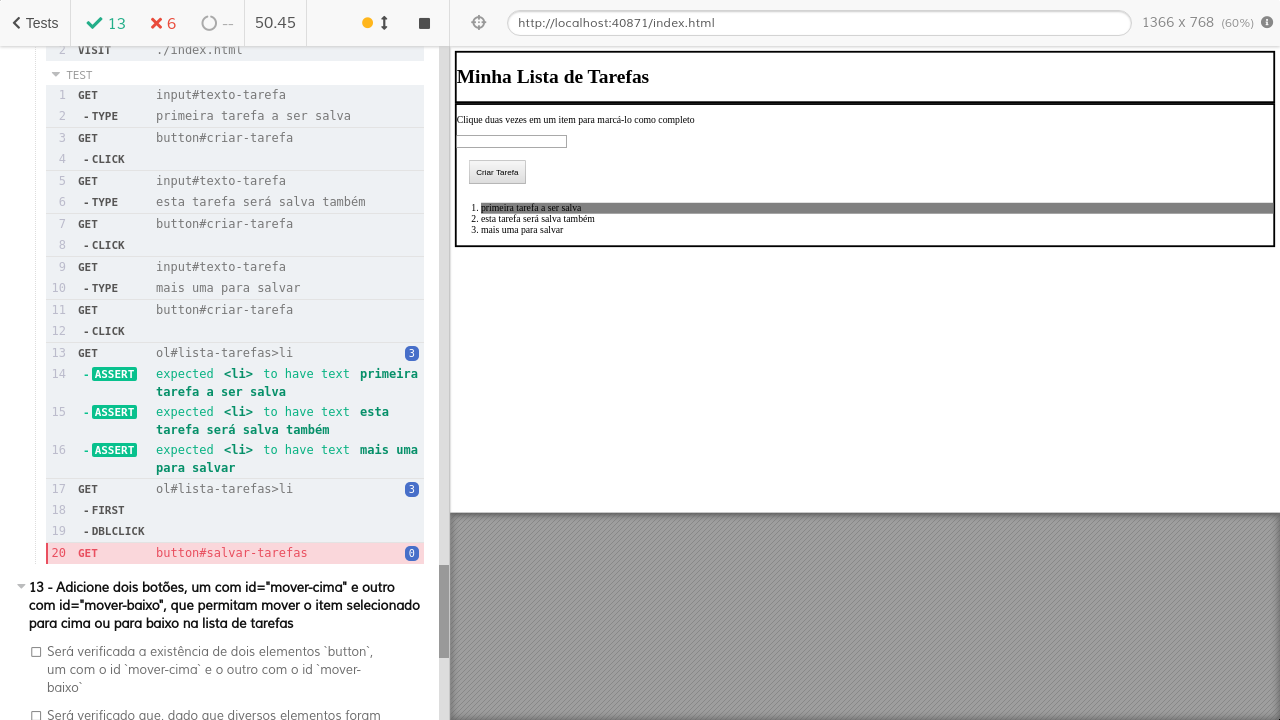 Tests 13 6 -- 50.45 http://localhost:40871/index.html 1366 x 768 (60%)
2 VISIT ./index.html
TEST
1 GET input#texto-tarefa
2 -TYPE primeira tarefa a ser salva
3 GET button#criar-tarefa
4 -CLICK
5 GET input#texto-tarefa
6 -TYPE esta tarefa será salva também
7 GET button#criar-tarefa
8 -CLICK
9 GET input#texto-tarefa
10 -TYPE mais uma para salvar
11 GET button#criar-tarefa
12 -CLICK
13 GET ol#lista-tarefas>li 3
14 -ASSERT expected <li> to have text primeira
tarefa a ser salva
15 -ASSERT expected <li> to have text esta
tarefa será salva também
16 -ASSERT expected <li> to have text mais uma
para salvar
17 GET ol#lista-tarefas>li 3
18 -FIRST
19 -DBLCLICK
20 GET button#salvar-tarefas 0
13 - Adicione dois botões, um com id="mover-cima" e outro
com id="mover-baixo", que permitam mover o item selecionado
para cima ou para baixo na lista de tarefas
Será verificada a existência de dois elementos `button`,
um com o id `mover-cima` e o outro com o id `mover-
baixo`
Será verificado que, dado que diversos elementos foram
Minha Lista de Tarefas
Clique duas vezes em um item para marcá-lo como completo
Criar Tarefa
1. primeira tarefa a ser salva
2. esta tarefa será salva também
3. mais uma para salvar